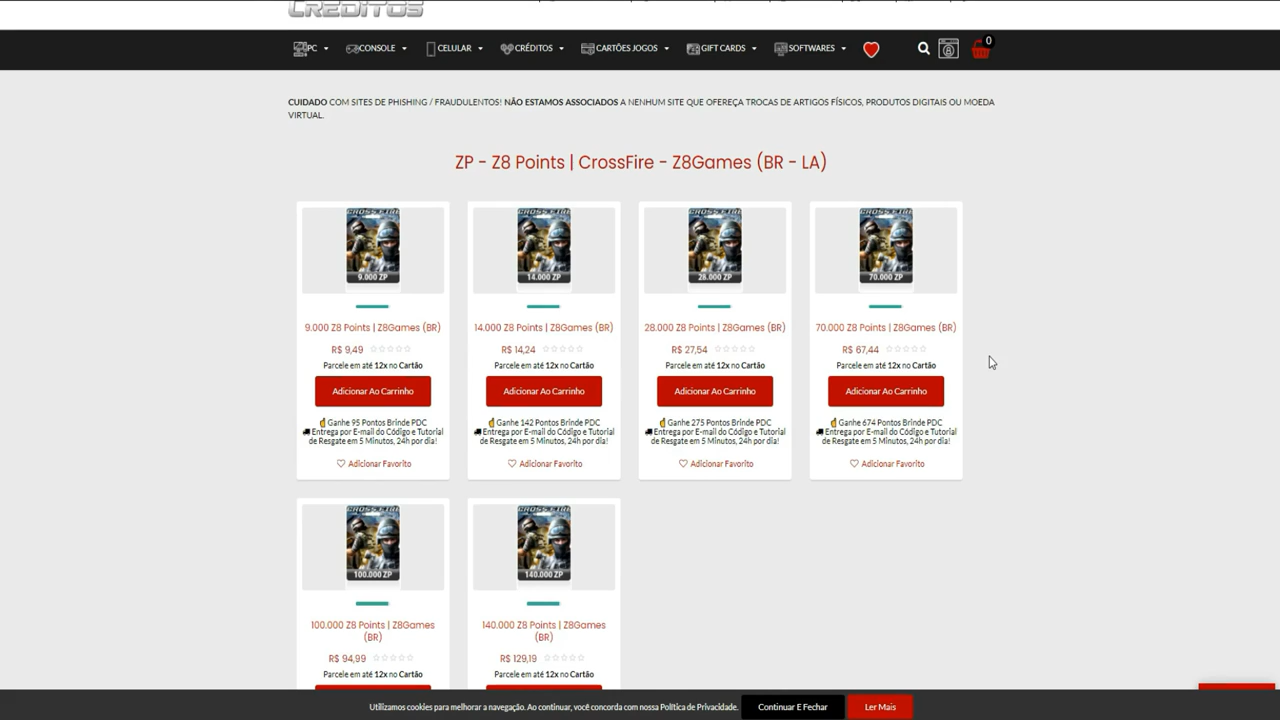 CRÉDITOS
PC CONSOLE CELULAR CRÉDITOS CARTÕES JOGOS GIFT CARDS SOFTWARES 0
CUIDADO COM SITES DE PHISHING / FRAUDULENTOS! NÃO ESTAMOS ASSOCIADOS A NENHUM SITE QUE OFEREÇA TROCAS DE ARTIGOS FÍSICOS, PRODUTOS DIGITAIS OU MOEDA
VIRTUAL.
ZP - Z8 Points | CrossFire - Z8Games (BR - LA)
CROSS FIRE CROSS FIRE CROSS FIRE CROSS FIRE
9.000 ZP 14.000 ZP 28.000 ZP 70.000 ZP
9.000 Z8 Points | Z8Games (BR) 14.000 Z8 Points | Z8Games (BR) 28.000 Z8 Points | Z8Games (BR) 70.000 Z8 Points | Z8Games (BR)
R$ 9,49 R$ 14,24 R$ 27,54 R$ 67,44
Parcele em até 12x no Cartão Parcele em até 12x no Cartão Parcele em até 12x no Cartão Parcele em até 12x no Cartão
Adicionar Ao Carrinho Adicionar Ao Carrinho Adicionar Ao Carrinho Adicionar Ao Carrinho
Ganhe 95 Pontos Brinde PDC Ganhe 142 Pontos Brinde PDC Ganhe 275 Pontos Brinde PDC Ganhe 674 Pontos Brinde PDC
Entrega por E-mail do Código e Tutorial Entrega por E-mail do Código e Tutorial Entrega por E-mail do Código e Tutorial Entrega por E-mail do Código e Tutorial
de Resgate em 5 Minutos, 24h por dia! de Resgate em 5 Minutos, 24h por dia! de Resgate em 5 Minutos, 24h por dia! de Resgate em 5 Minutos, 24h por dia!
Adicionar Favorito Adicionar Favorito Adicionar Favorito Adicionar Favorito
CROSS FIRE CROSS FIRE
100.000 ZP 140.000 ZP
100.000 Z8 Points | Z8Games 140.000 Z8 Points | Z8Games
(BR) (BR)
R$ 94,99 R$ 129,19
Parcele em até 12x no Cartão Parcele em até 12x no Cartão
Utilizamos cookies para melhorar a navegação. Ao continuar, você concorda com nossa Política de Privacidade. Continuar E Fechar Ler Mais